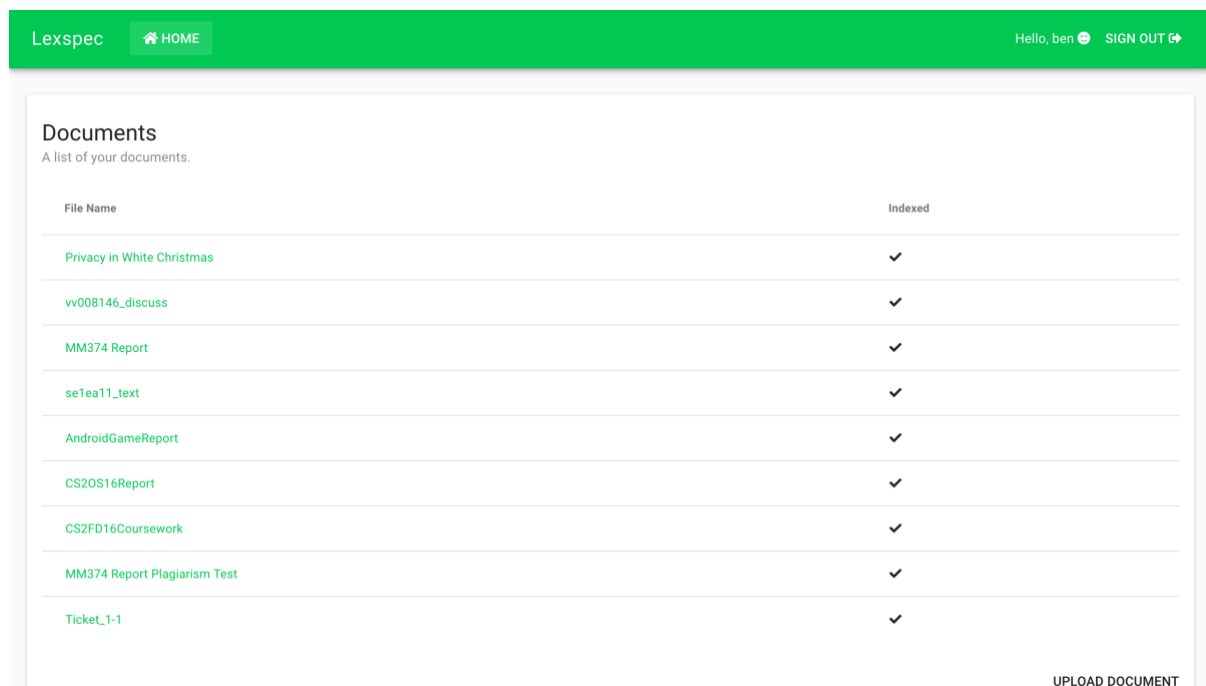 Lexspec HOME Hello, ben SIGN OUT
Documents
A list of your documents.
File Name Indexed
Privacy in White Christmas
vv008146_discuss
MM374 Report
se1ea11_text
AndroidGameReport
CS2OS16Report
CS2FD16Coursework
MM374 Report Plagiarism Test
Ticket_1-1
UPLOAD DOCUMENT